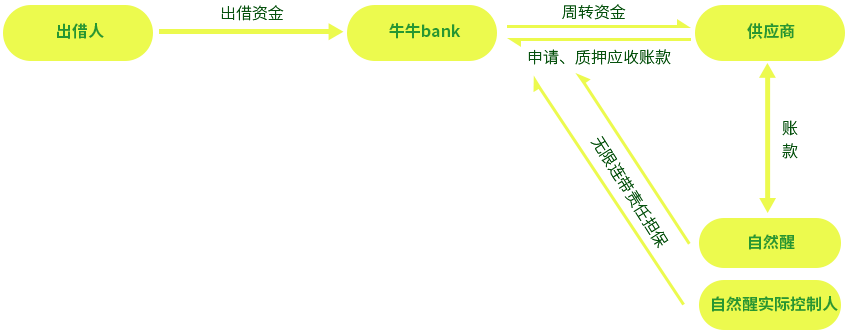 出借人
出借资金
牛牛bank
周转资金
供应商
申请、质押应收账款
账
款
无限连带责任担保
自然醒
自然醒实际控制人